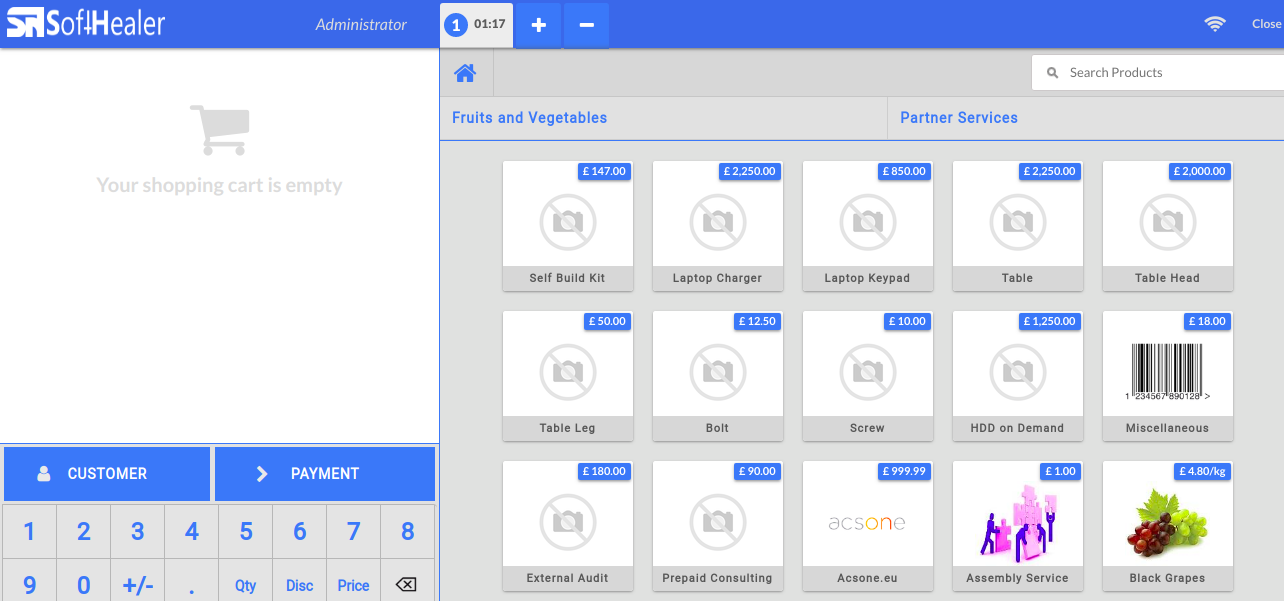 SoftHealer
Administrator
1 01:17
+
−
Close
Search Products
Your shopping cart is empty
Fruits and Vegetables
Partner Services
£ 147.00
Self Build Kit
£ 2,250.00
Laptop Charger
£ 850.00
Laptop Keypad
£ 2,250.00
Table
£ 2,000.00
Table Head
£ 50.00
Table Leg
£ 12.50
Bolt
£ 10.00
Screw
£ 1,250.00
HDD on Demand
£ 18.00
1 234567 890128 >
Miscellaneous
£ 180.00
External Audit
£ 90.00
Prepaid Consulting
£ 999.99
acsone
Acsone.eu
£ 1.00
Assembly Service
£ 4.80/kg
Black Grapes
CUSTOMER
PAYMENT
1 2 3 4 5 6 7 8
9 0 +/- . Qty Disc Price